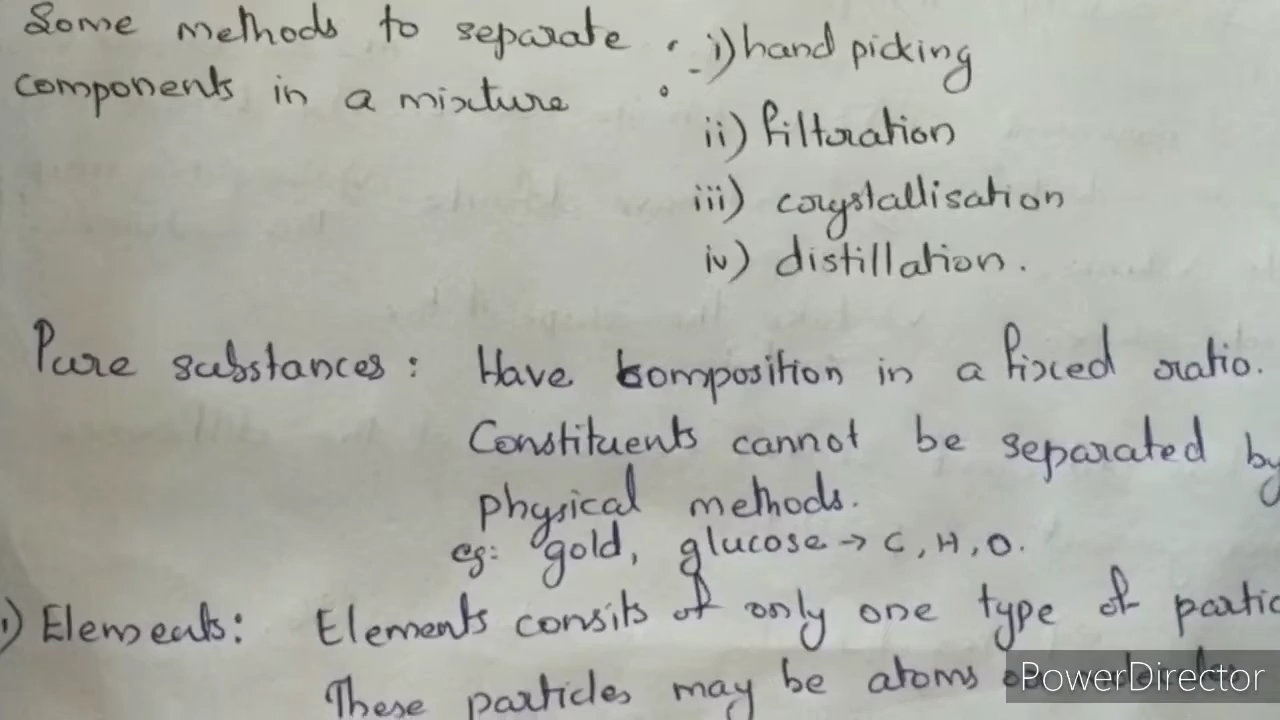 Some methods to separate : i) hand picking
components in a mixture
ii) filtration
iii) crystallisation
iv) distillation.
Pure substances : Have composition in a fixed ratio.
Constituents cannot be separated by
physical methods.
eg: gold, glucose → C, H, O.
i) Elements: Elements consits of only one type of partic
These particles may be atoms
PowerDirector